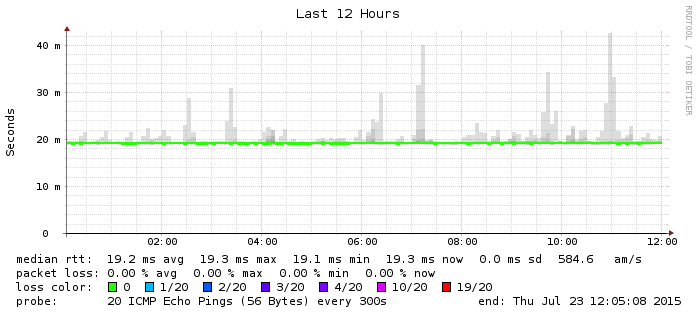 Last 12 Hours
RRDTOOL / TOBI OETIKER
Seconds
40 m
30 m
20 m
10 m
0
02:00 04:00 06:00 08:00 10:00 12:00
median rtt: 19.2 ms avg 19.3 ms max 19.1 ms min 19.3 ms now 0.0 ms sd 584.6 am/s
packet loss: 0.00 % avg 0.00 % max 0.00 % min 0.00 % now
loss color: 0 1/20 2/20 3/20 4/20 10/20 19/20
probe: 20 ICMP Echo Pings (56 Bytes) every 300s end: Thu Jul 23 12:05:08 2015